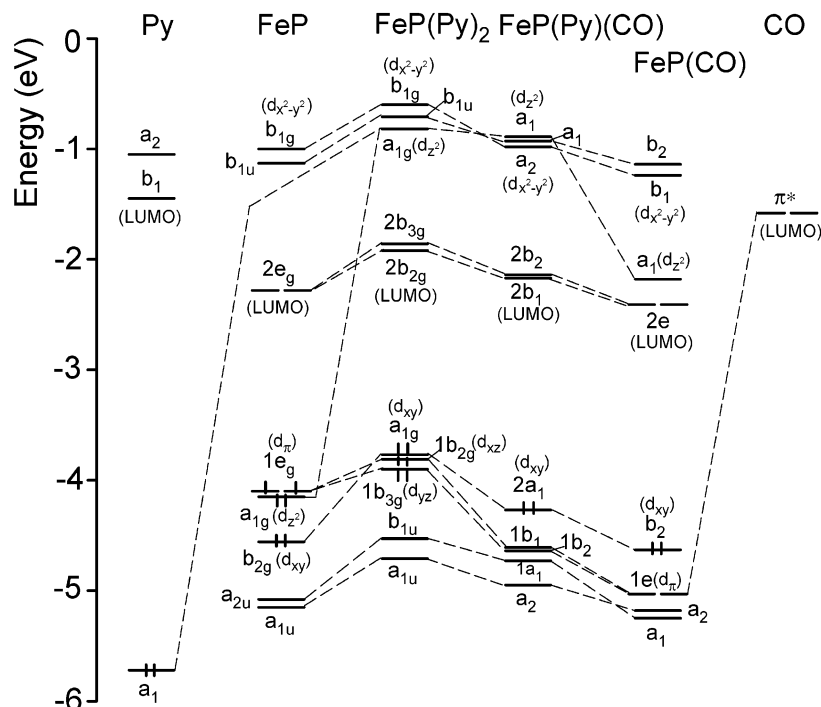 Py FeP FeP(Py)₂ FeP(Py)(CO) CO
FeP(CO)
Energy (eV)
0
-1
-2
-3
-4
-5
-6
a₂
b₁
(LUMO)
a₁
(dx²-y²)
b₁g
b₁u
2eg
(LUMO)
(dπ)
1eg
a₁g(dz²)
b₂g(dxy)
a₂u
a₁u
(dx²-y²)
b₁g
b₁u
a₁g(dz²)
2b₃g
2b₂g
(LUMO)
(dxy)
a₁g
1b₂g(dxz)
1b₃g(dyz)
b₁u
a₁u
(dz²)
a₁
a₁
a₂
(dx²-y²)
2b₂
2b₁
(LUMO)
(dxy)
2a₁
1b₁
1b₂
1a₁
a₂
b₂
b₁
(dx²-y²)
a₁(dz²)
2e
(LUMO)
(dxy)
b₂
1e(dπ)
a₂
a₁
π*
(LUMO)